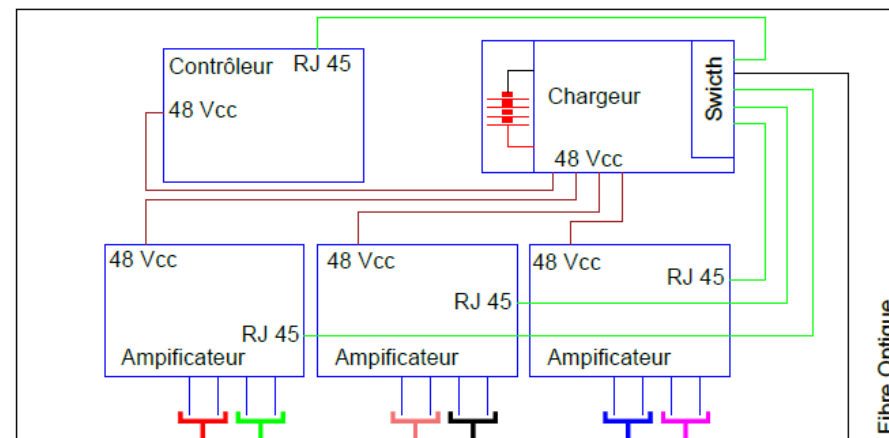 Contrôleur
RJ 45
48 Vcc
Chargeur
Swicth
48 Vcc
48 Vcc
RJ 45
Ampificateur
48 Vcc
RJ 45
Ampificateur
48 Vcc
RJ 45
Ampificateur
Fibre Optique